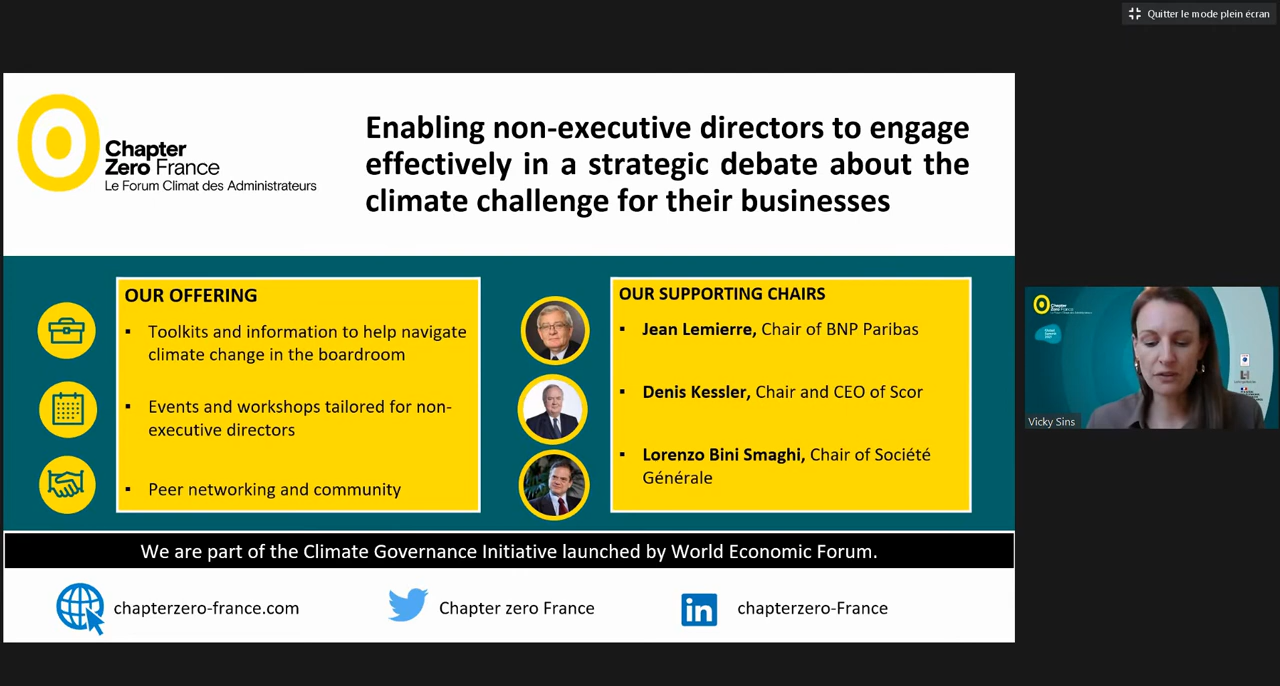 Quitter le mode plein écran
Chapter
Zero France
Le Forum Climat des Administrateurs
Enabling non-executive directors to engage
effectively in a strategic debate about the
climate challenge for their businesses
OUR OFFERING
▪ Toolkits and information to help navigate
climate change in the boardroom
▪ Events and workshops tailored for non-
executive directors
▪ Peer networking and community
OUR SUPPORTING CHAIRS
▪ Jean Lemierre, Chair of BNP Paribas
▪ Denis Kessler, Chair and CEO of Scor
▪ Lorenzo Bini Smaghi, Chair of Société
Générale
We are part of the Climate Governance Initiative launched by World Economic Forum.
chapterzero-france.com
Chapter zero France
in
chapterzero-France
Chapter
Zero France
Vicky Sins